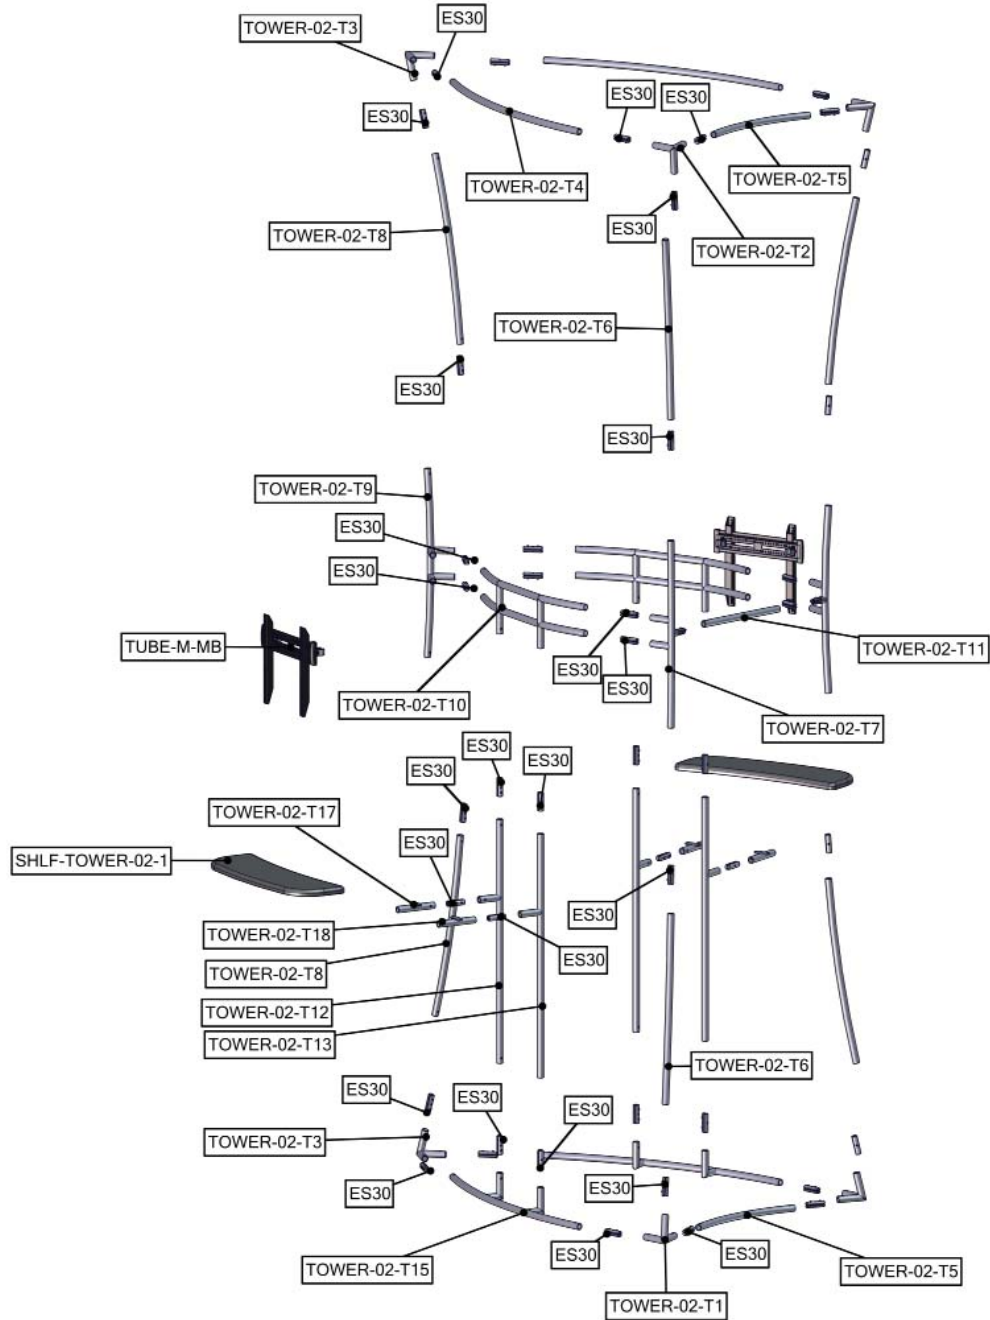 ES30
TOWER-02-T3
ES30
ES30
ES30
TOWER-02-T4
TOWER-02-T5
ES30
TOWER-02-T8
TOWER-02-T2
TOWER-02-T6
ES30
ES30
TOWER-02-T9
ES30
ES30
TUBE-M-MB
TOWER-02-T11
ES30
ES30
TOWER-02-T10
TOWER-02-T7
ES30
ES30
ES30
TOWER-02-T17
ES30
SHLF-TOWER-02-1
ES30
TOWER-02-T18
ES30
TOWER-02-T8
TOWER-02-T12
TOWER-02-T13
TOWER-02-T6
ES30
ES30
ES30
TOWER-02-T3
ES30
ES30
ES30
ES30
TOWER-02-T15
TOWER-02-T5
TOWER-02-T1